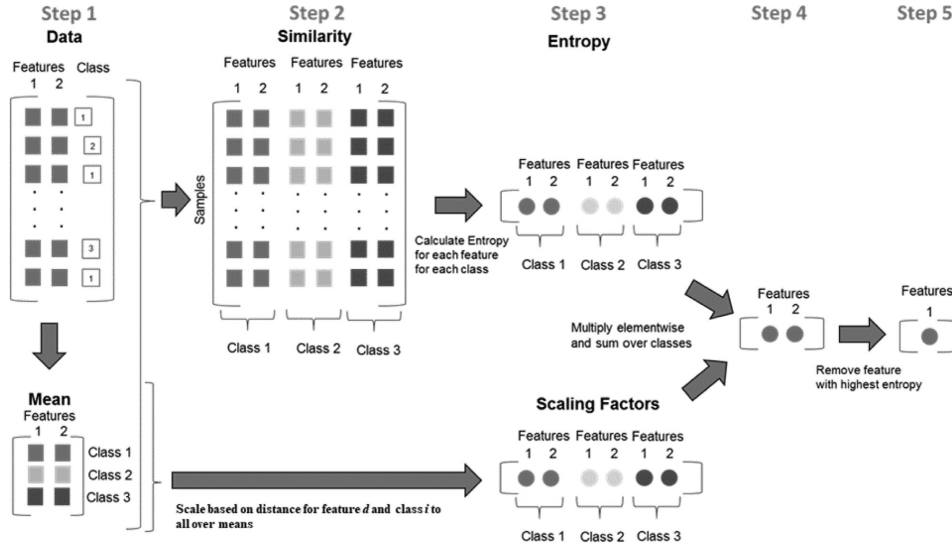 Step 1
Step 2
Step 3
Step 4
Step 5
Data
Similarity
Entropy
Features Class
1 2
1
2
1
3
1
Features Features Features
1 2 1 2 1 2
Samples
Class 1 Class 2 Class 3
Calculate Entropy
for each feature
for each class
Features Features Features
1 2 1 2 1 2
Class 1 Class 2 Class 3
Multiply elementwise
and sum over classes
Features
1 2
Remove feature
with highest entropy
Features
1
Mean
Features
1 2
Class 1
Class 2
Class 3
Scale based on distance for feature d and class i to
all over means
Scaling Factors
Features Features Features
1 2 1 2 1 2
Class 1 Class 2 Class 3